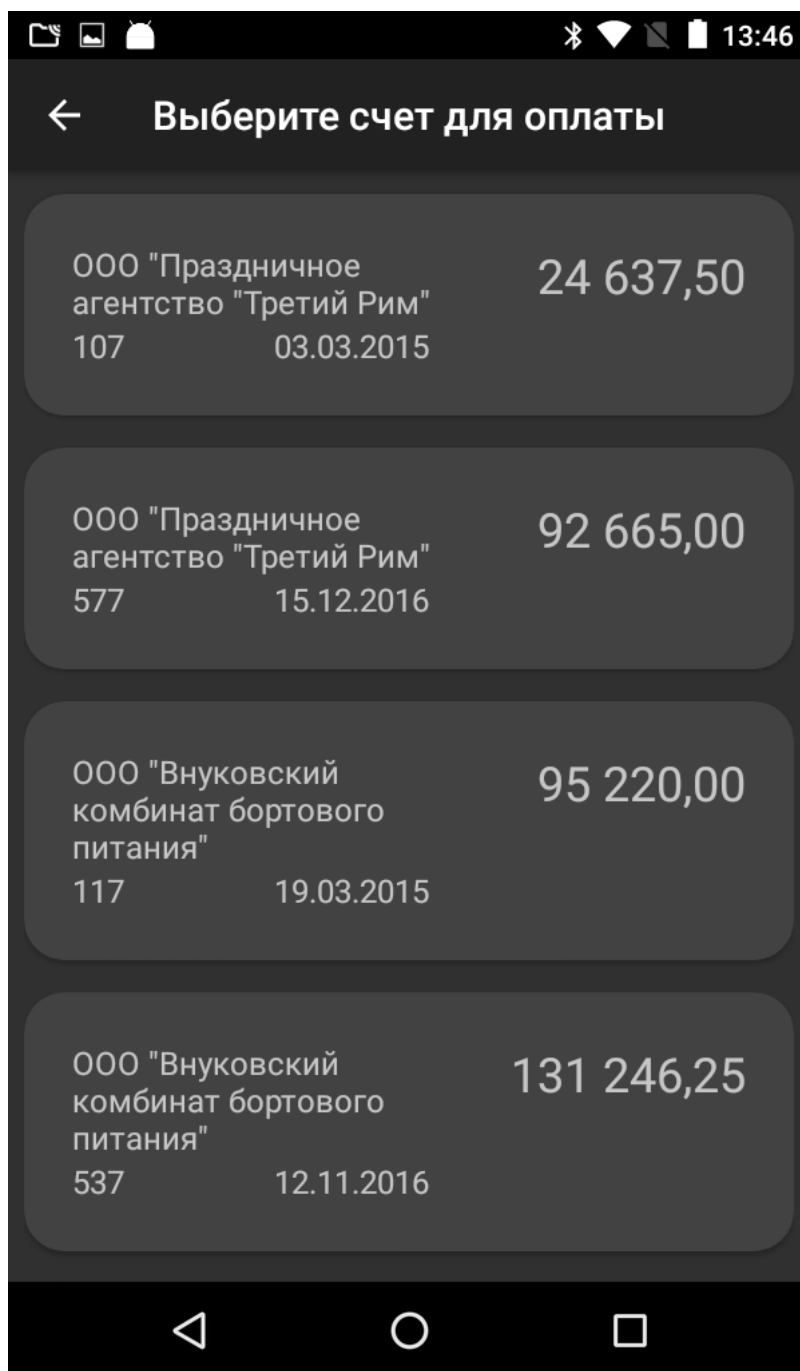 13:46
Выберите счет для оплаты
ООО "Праздничное
агентство "Третий Рим"
24 637,50
107 03.03.2015
ООО "Праздничное
агентство "Третий Рим"
92 665,00
577 15.12.2016
ООО "Внуковский
комбинат бортового
питания"
95 220,00
117 19.03.2015
ООО "Внуковский
комбинат бортового
питания"
131 246,25
537 12.11.2016